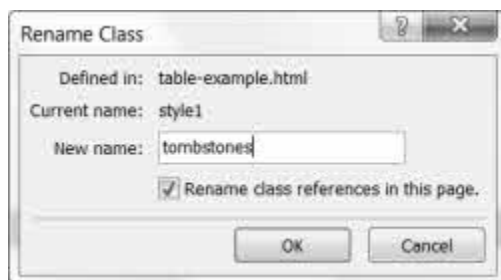 Rename Class
Defined in: table-example.html
Current name: style1
New name: tombstones
Rename class references in this page.
OK Cancel